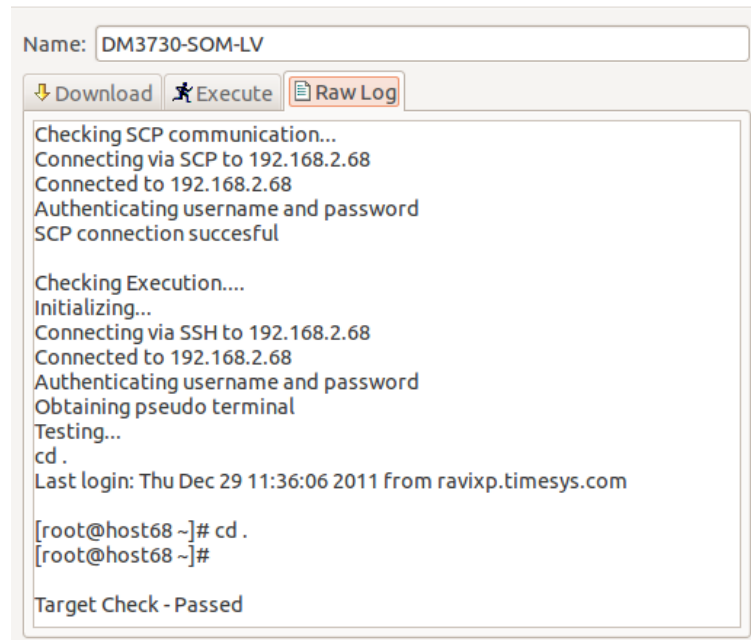 Name: DM3730-SOM-LV
Download Execute Raw Log
Checking SCP communication...
Connecting via SCP to 192.168.2.68
Connected to 192.168.2.68
Authenticating username and password
SCP connection succesful
Checking Execution....
Initializing...
Connecting via SSH to 192.168.2.68
Connected to 192.168.2.68
Authenticating username and password
Obtaining pseudo terminal
Testing...
cd .
Last login: Thu Dec 29 11:36:06 2011 from ravixp.timesys.com
[root@host68 ~]# cd .
[root@host68 ~]#
Target Check - Passed